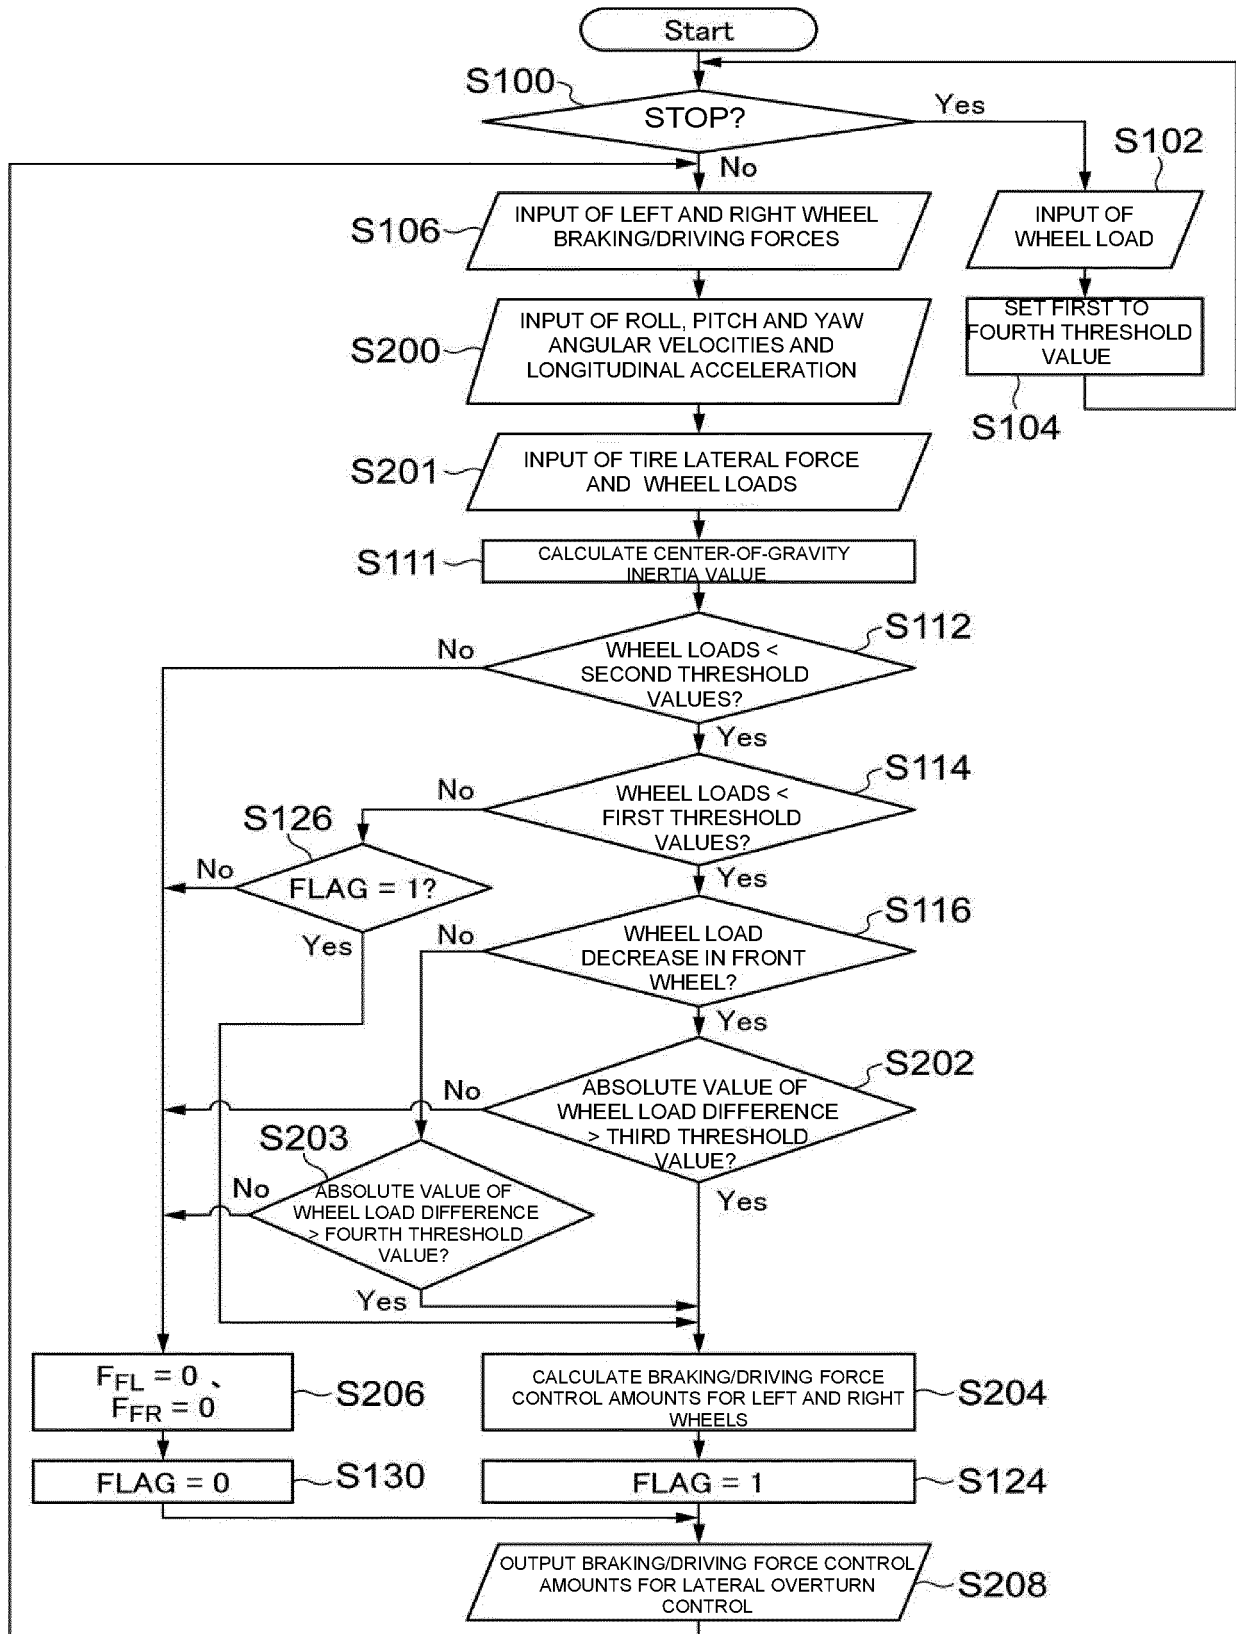 Start
S100
STOP?
Yes
No
S102
INPUT OF
WHEEL LOAD
SET FIRST TO
FOURTH THRESHOLD
VALUE
S104
S106
INPUT OF LEFT AND RIGHT WHEEL
BRAKING/DRIVING FORCES
S200
INPUT OF ROLL, PITCH AND YAW
ANGULAR VELOCITIES AND
LONGITUDINAL ACCELERATION
S201
INPUT OF TIRE LATERAL FORCE
AND WHEEL LOADS
S111
CALCULATE CENTER-OF-GRAVITY
INERTIA VALUE
S112
No
WHEEL LOADS <
SECOND THRESHOLD
VALUES?
Yes
S114
No
WHEEL LOADS <
FIRST THRESHOLD
VALUES?
Yes
S126
No
FLAG = 1?
Yes
S116
No
WHEEL LOAD
DECREASE IN FRONT
WHEEL?
Yes
S202
No
ABSOLUTE VALUE OF
WHEEL LOAD DIFFERENCE
> THIRD THRESHOLD
VALUE?
Yes
S203
No
ABSOLUTE VALUE OF
WHEEL LOAD DIFFERENCE
> FOURTH THRESHOLD
VALUE?
Yes
FFL = 0 、
FFR = 0
S206
CALCULATE BRAKING/DRIVING FORCE
CONTROL AMOUNTS FOR LEFT AND RIGHT
WHEELS
S204
FLAG = 0
S130
FLAG = 1
S124
OUTPUT BRAKING/DRIVING FORCE CONTROL
AMOUNTS FOR LATERAL OVERTURN
CONTROL
S208